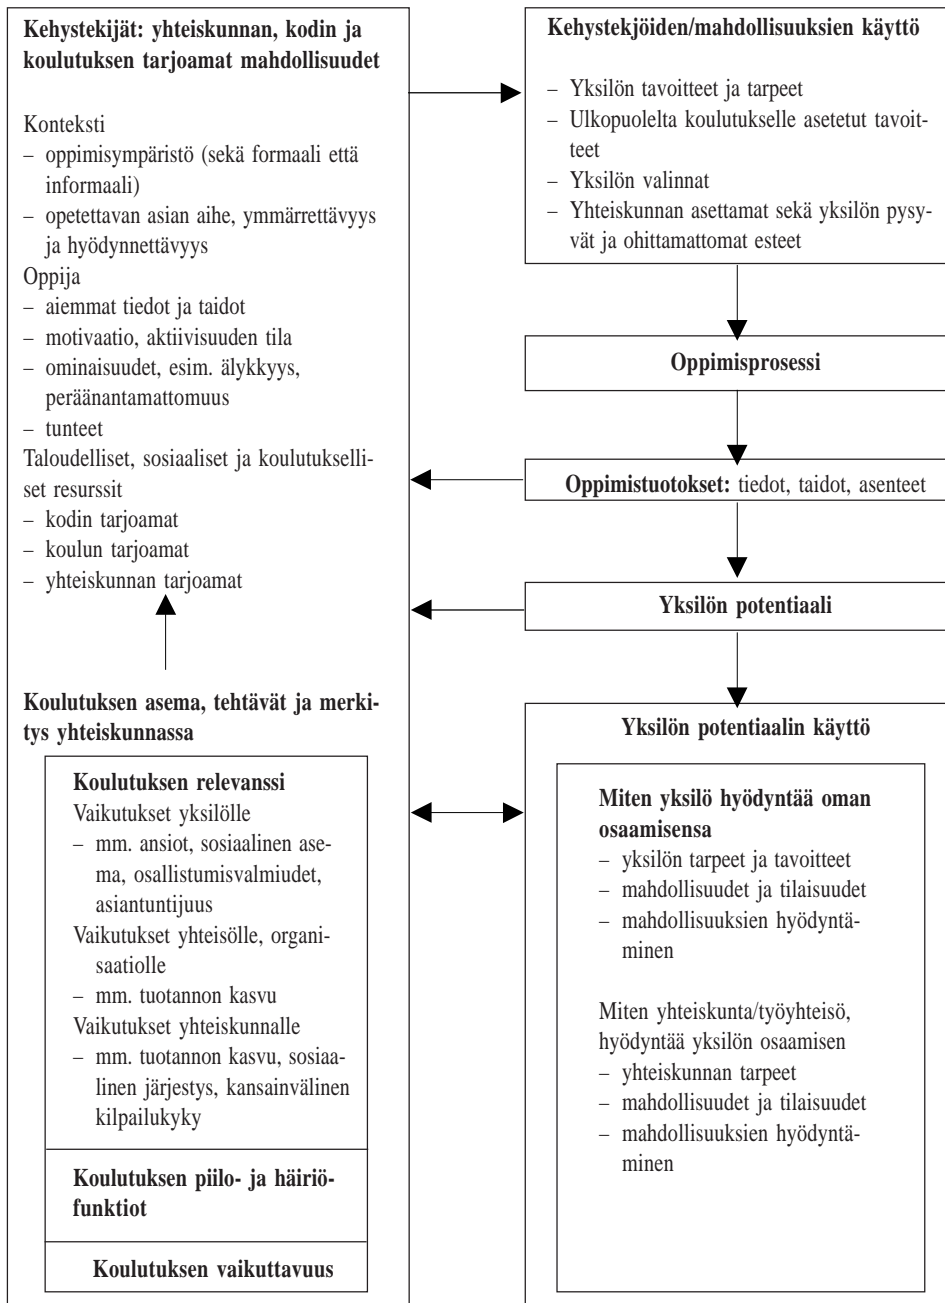 Kehystekijät: yhteiskunnan, kodin ja
koulutuksen tarjoamat mahdollisuudet
Konteksti
– oppimisympäristö (sekä formaali että
informaali)
– opetettavan asian aihe, ymmärrettävyys
ja hyödynnettävyys
Oppija
– aiemmat tiedot ja taidot
– motivaatio, aktiivisuuden tila
– ominaisuudet, esim. älykkyys,
peräänantamattomuus
– tunteet
Taloudelliset, sosiaaliset ja koulutukselli-
set resurssit
– kodin tarjoamat
– koulun tarjoamat
– yhteiskunnan tarjoamat
Koulutuksen asema, tehtävät ja merki-
tys yhteiskunnassa
Koulutuksen relevanssi
Vaikutukset yksilölle
– mm. ansiot, sosiaalinen ase-
ma, osallistumisvalmiudet,
asiantuntijuus
Vaikutukset yhteisölle, organi-
saatiolle
– mm. tuotannon kasvu
Vaikutukset yhteiskunnalle
– mm. tuotannon kasvu, sosiaa-
linen järjestys, kansainvälinen
kilpailukyky
Koulutuksen piilo- ja häiriö-
funktiot
Koulutuksen vaikuttavuus
Kehystekjöiden/mahdollisuuksien käyttö
– Yksilön tavoitteet ja tarpeet
– Ulkopuolelta koulutukselle asetetut tavoit-
teet
– Yksilön valinnat
– Yhteiskunnan asettamat sekä yksilön pysy-
vät ja ohittamattomat esteet
Oppimisprosessi
Oppimistuotokset: tiedot, taidot, asenteet
Yksilön potentiaali
Yksilön potentiaalin käyttö
Miten yksilö hyödyntää oman
osaamisensa
– yksilön tarpeet ja tavoitteet
– mahdollisuudet ja tilaisuudet
– mahdollisuuksien hyödyntä-
minen
Miten yhteiskunta/työyhteisö,
hyödyntää yksilön osaamisen
– yhteiskunnan tarpeet
– mahdollisuudet ja tilaisuudet
– mahdollisuuksien hyödyntä-
minen